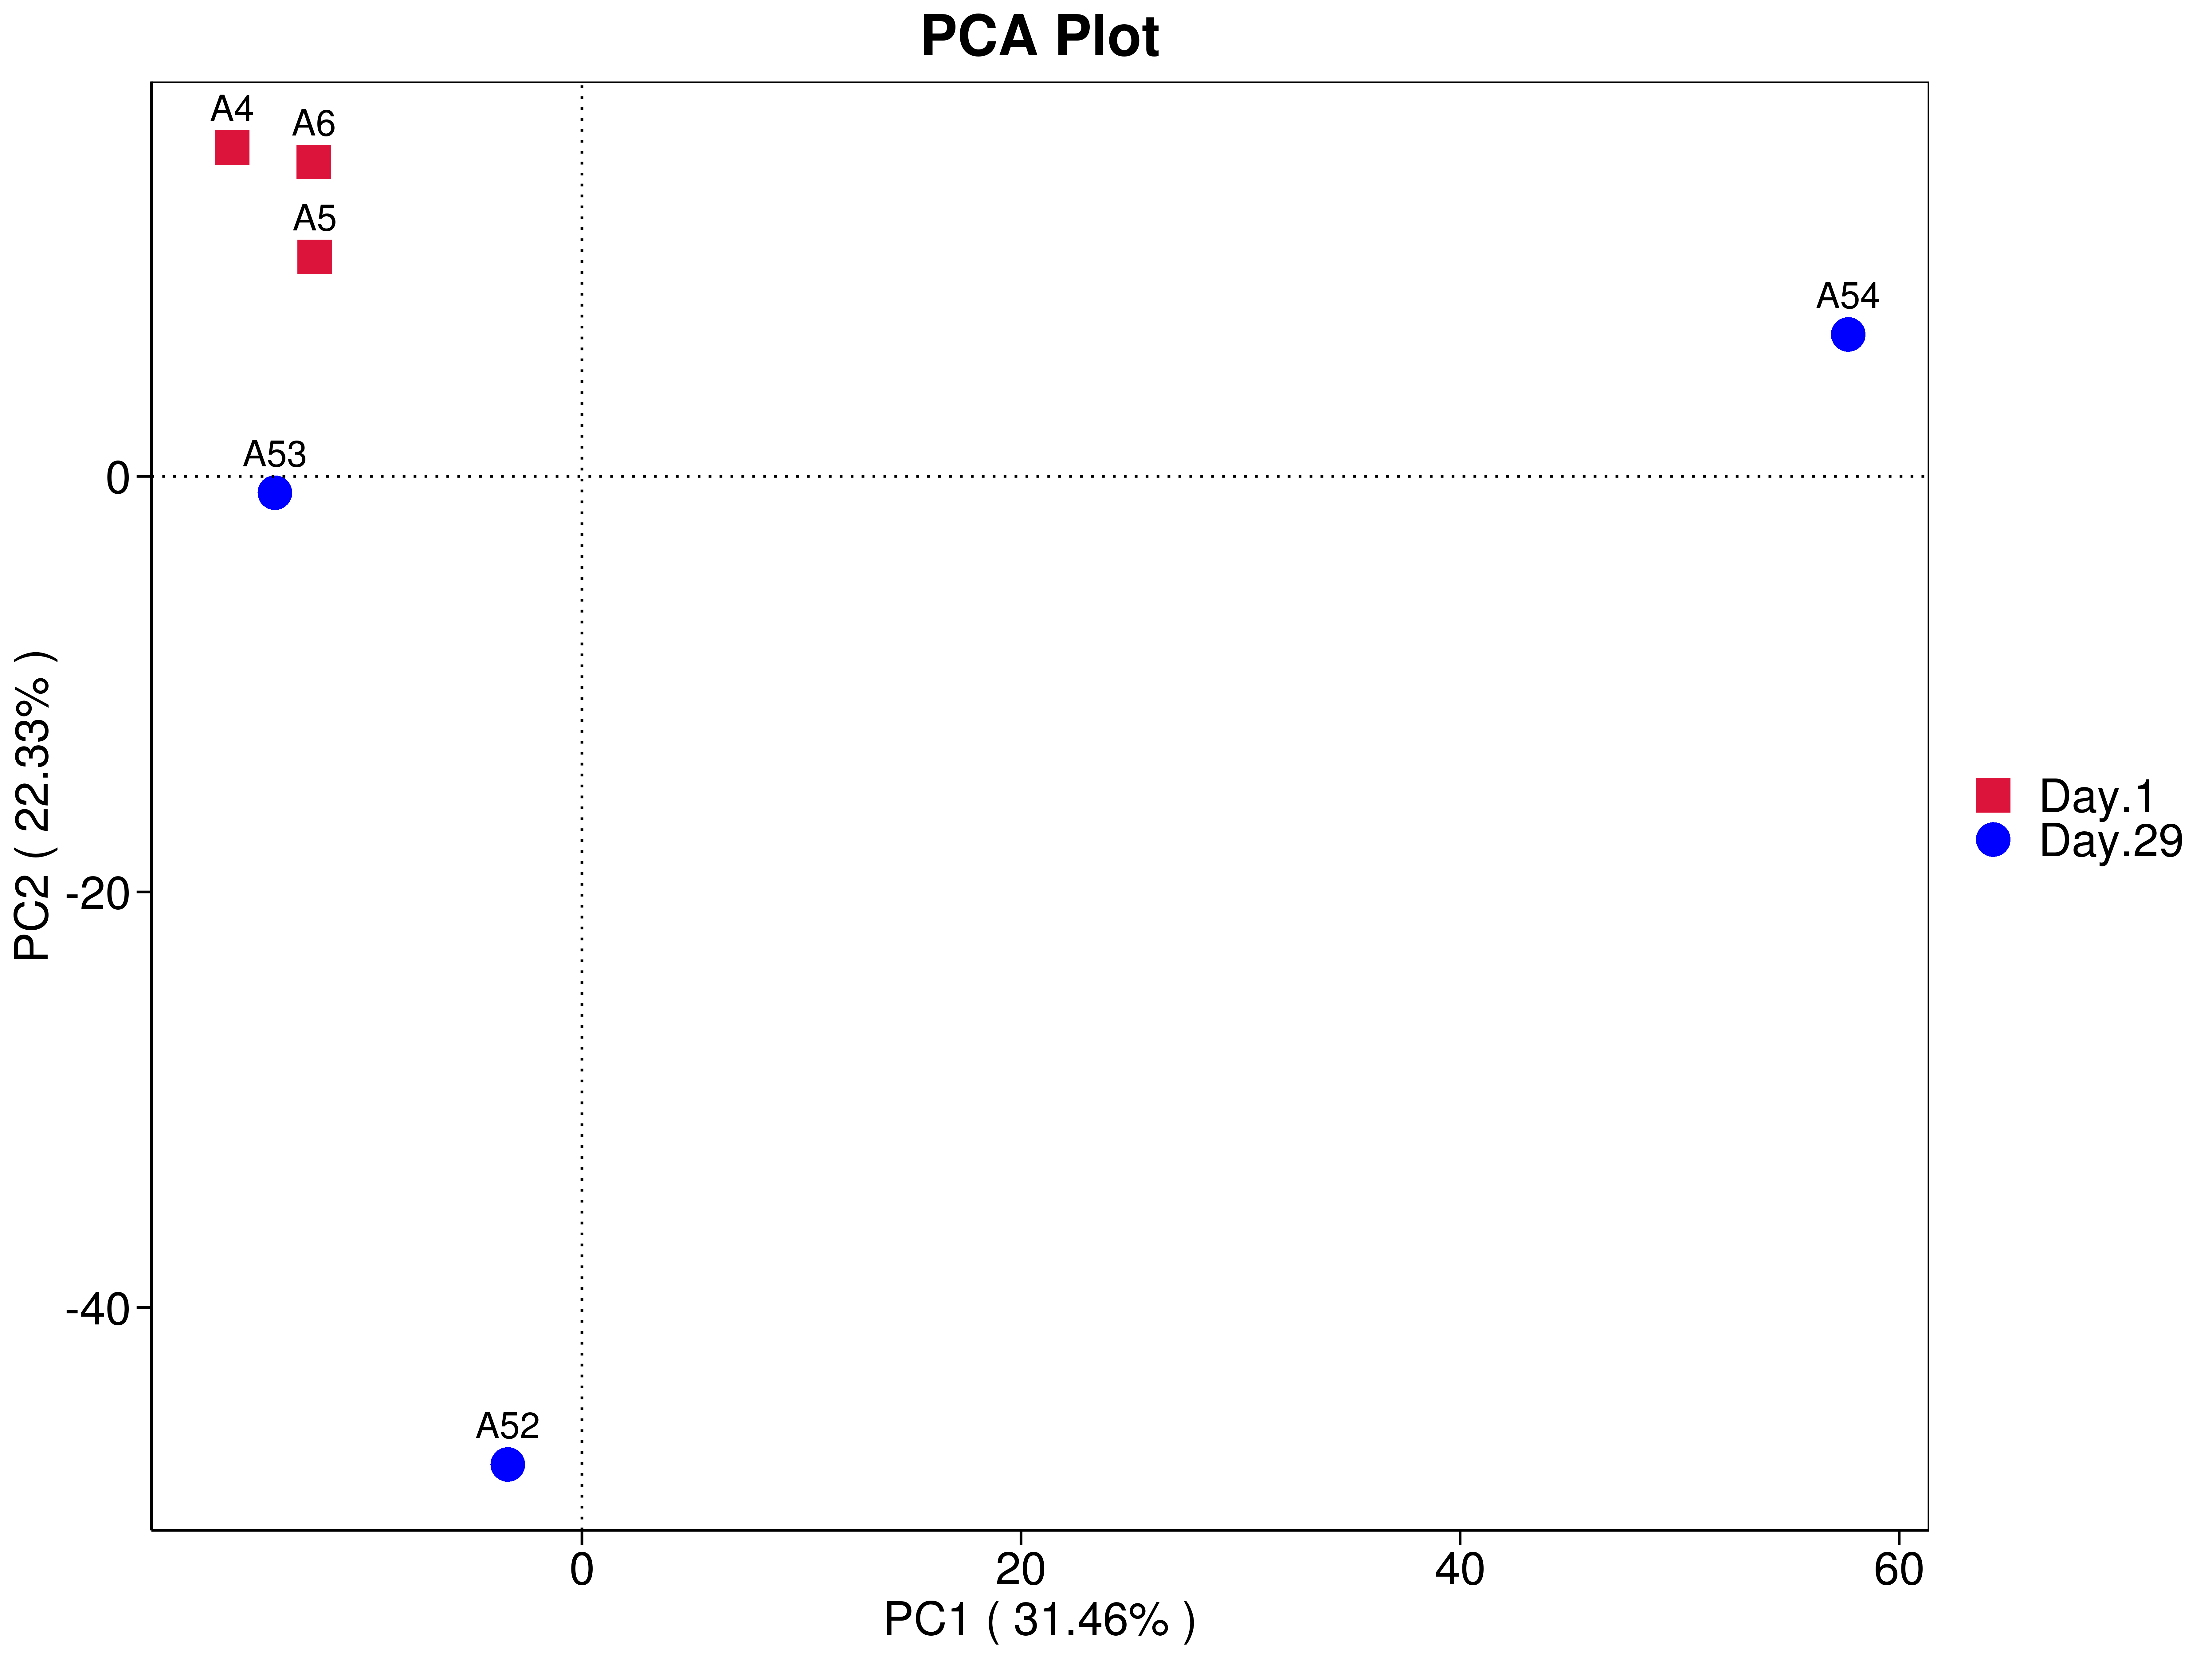 PCA Plot
A4
A6
A5
A54
A53
A52
0
-20
-40
PC2 ( 22.33% )
0
20
40
60
PC1 ( 31.46% )
Day.1
Day.29